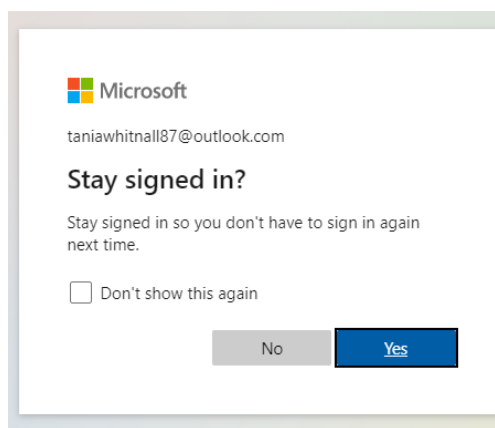 Microsoft
taniawhitnall87@outlook.com
Stay signed in?
Stay signed in so you don't have to sign in again
next time.
Don't show this again
No
Yes